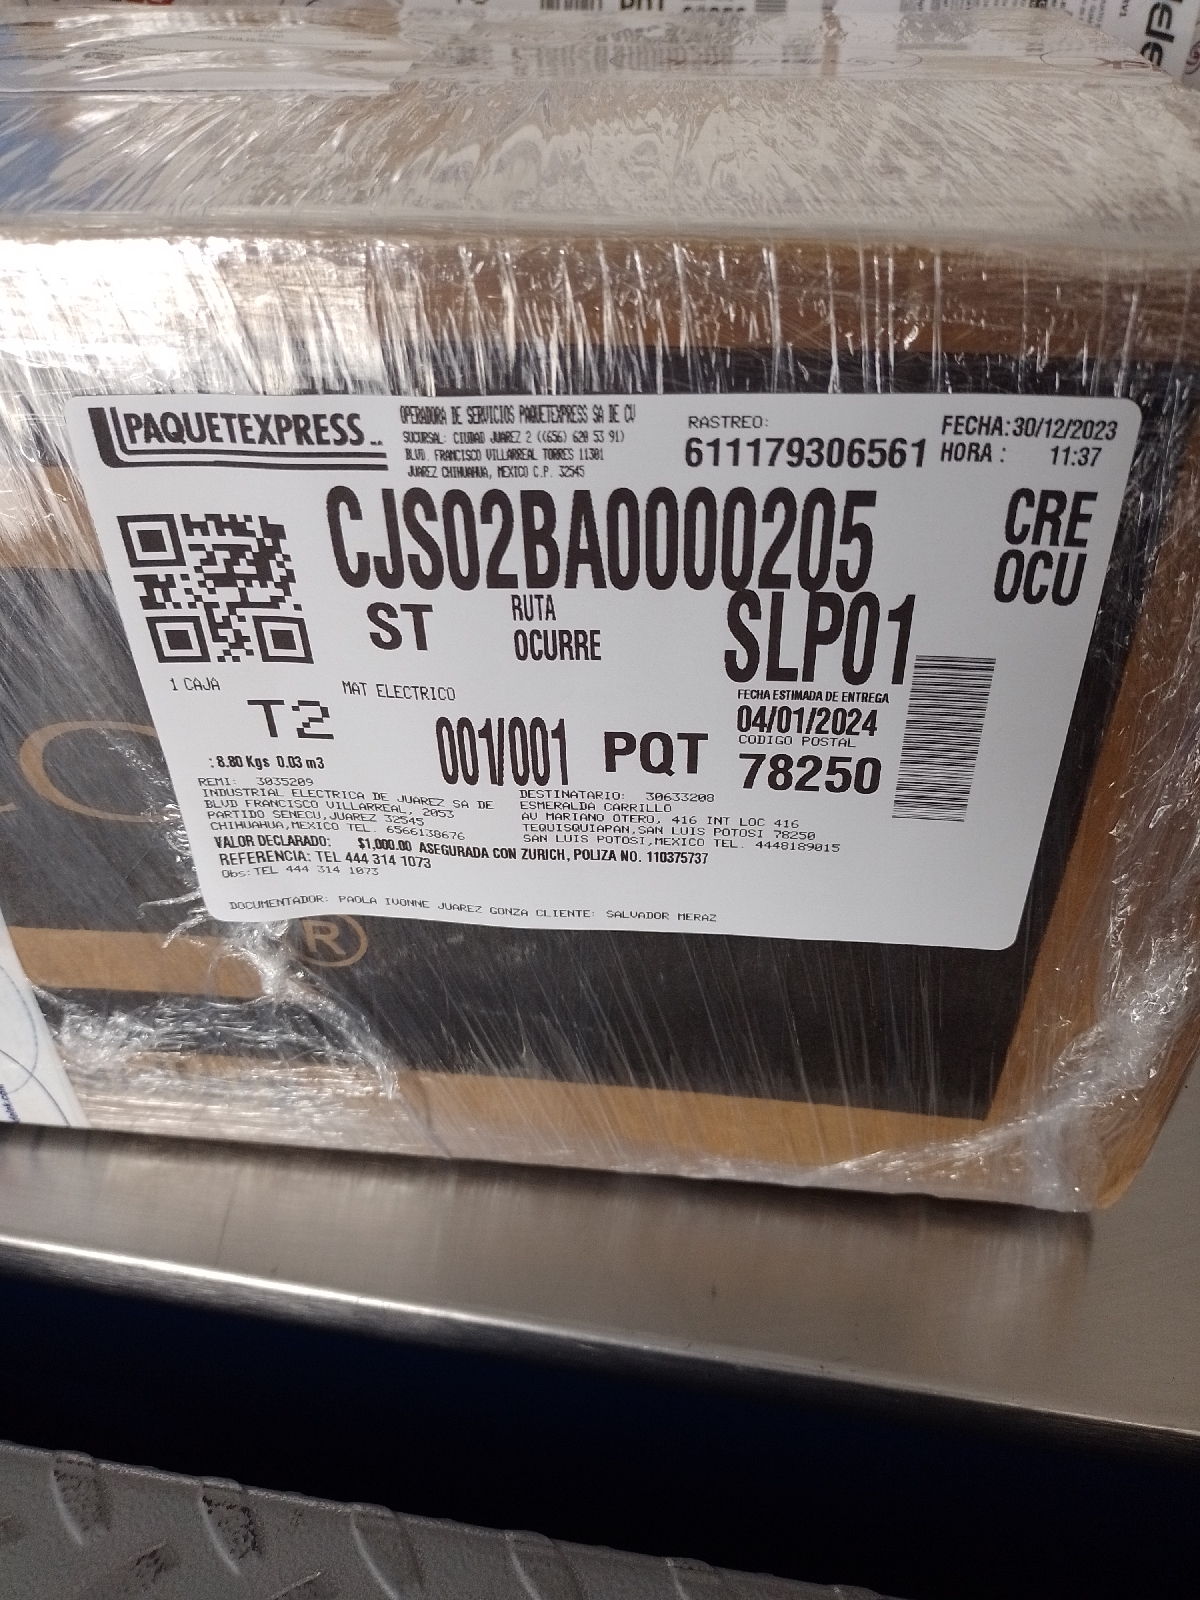 PAQUETEXPRESS
OPERADORA DE SERVICIOS PAQUETEXPRESS SA DE CV
SUCURSAL: CIUDAD JUAREZ 2 ((656) 620 53 91)
BLVD. FRANCISCO VILLARREAL TORRES 11301
JUAREZ CHIHUAHUA, MEXICO C.P. 32545
RASTREO:
611179306561
FECHA: 30/12/2023
HORA : 11:37
CJS02BA0000205
CRE
OCU
ST
RUTA
OCURRE
SLP01
1 CAJA
MAT ELECTRICO
T2
001/001
PQT
FECHA ESTIMADA DE ENTREGA
04/01/2024
CODIGO POSTAL
78250
: 8.80 Kgs 0.03 m3
REMI: 3035209
INDUSTRIAL ELECTRICA DE JUAREZ SA DE
BLVD FRANCISCO VILLARREAL, 2053
PARTIDO SENECU,JUAREZ 32545
CHIHUAHUA,MEXICO TEL. 6566138676
DESTINATARIO: 30633208
ESMERALDA CARRILLO
AV MARIANO OTERO, 416 INT LOC 416
TEQUISQUIAPAN,SAN LUIS POTOSI 78250
SAN LUIS POTOSI,MEXICO TEL. 4448189015
VALOR DECLARADO: $1,000.00 ASEGURADA CON ZURICH, POLIZA NO. 110375737
REFERENCIA: TEL 444 314 1073
Obs: TEL 444 314 1073
DOCUMENTADOR: PAOLA IVONNE JUAREZ GONZA CLIENTE: SALVADOR MERAZ
®